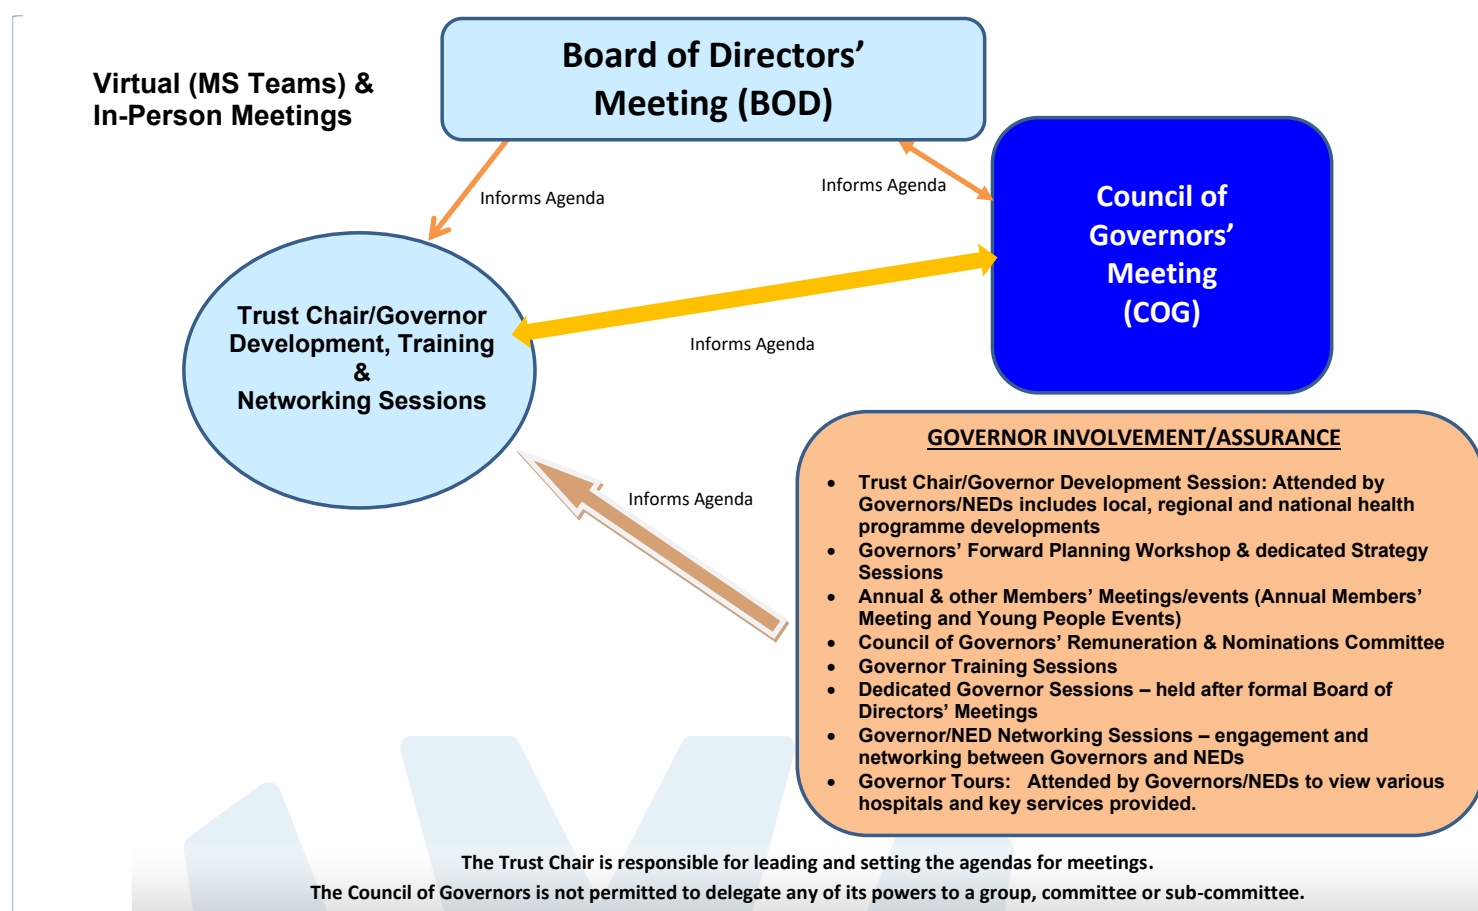 Virtual (MS Teams) &
In-Person Meetings
Board of Directors’
Meeting (BOD)
Informs Agenda
Informs Agenda
Council of
Governors’
Meeting
(COG)
Trust Chair/Governor
Development, Training
&
Networking Sessions
Informs Agenda
Informs Agenda
GOVERNOR INVOLVEMENT/ASSURANCE
• Trust Chair/Governor Development Session: Attended by
Governors/NEDs includes local, regional and national health
programme developments
• Governors’ Forward Planning Workshop & dedicated Strategy
Sessions
• Annual & other Members’ Meetings/events (Annual Members’
Meeting and Young People Events)
• Council of Governors’ Remuneration & Nominations Committee
• Governor Training Sessions
• Dedicated Governor Sessions – held after formal Board of
Directors’ Meetings
• Governor/NED Networking Sessions – engagement and
networking between Governors and NEDs
• Governor Tours: Attended by Governors/NEDs to view various
hospitals and key services provided.
The Trust Chair is responsible for leading and setting the agendas for meetings.
The Council of Governors is not permitted to delegate any of its powers to a group, committee or sub-committee.